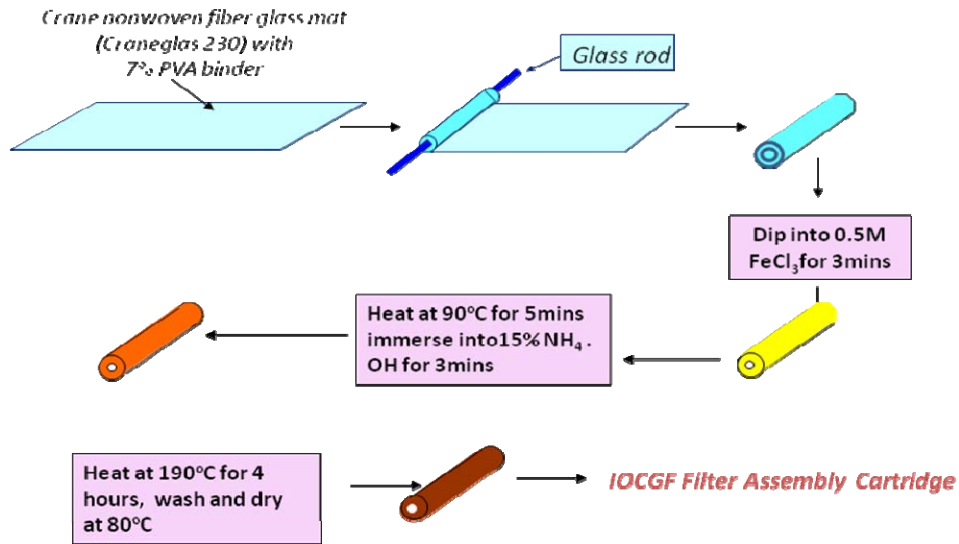 Crane nonwoven fiber glass mat
(Craneglas 230) with
7% PVA binder
Glass rod
Dip into 0.5M
FeCl₃for 3mins
Heat at 90°C for 5mins
immerse into15% NH₄ .
OH for 3mins
Heat at 190°C for 4
hours, wash and dry
at 80°C
IOCGF Filter Assembly Cartridge